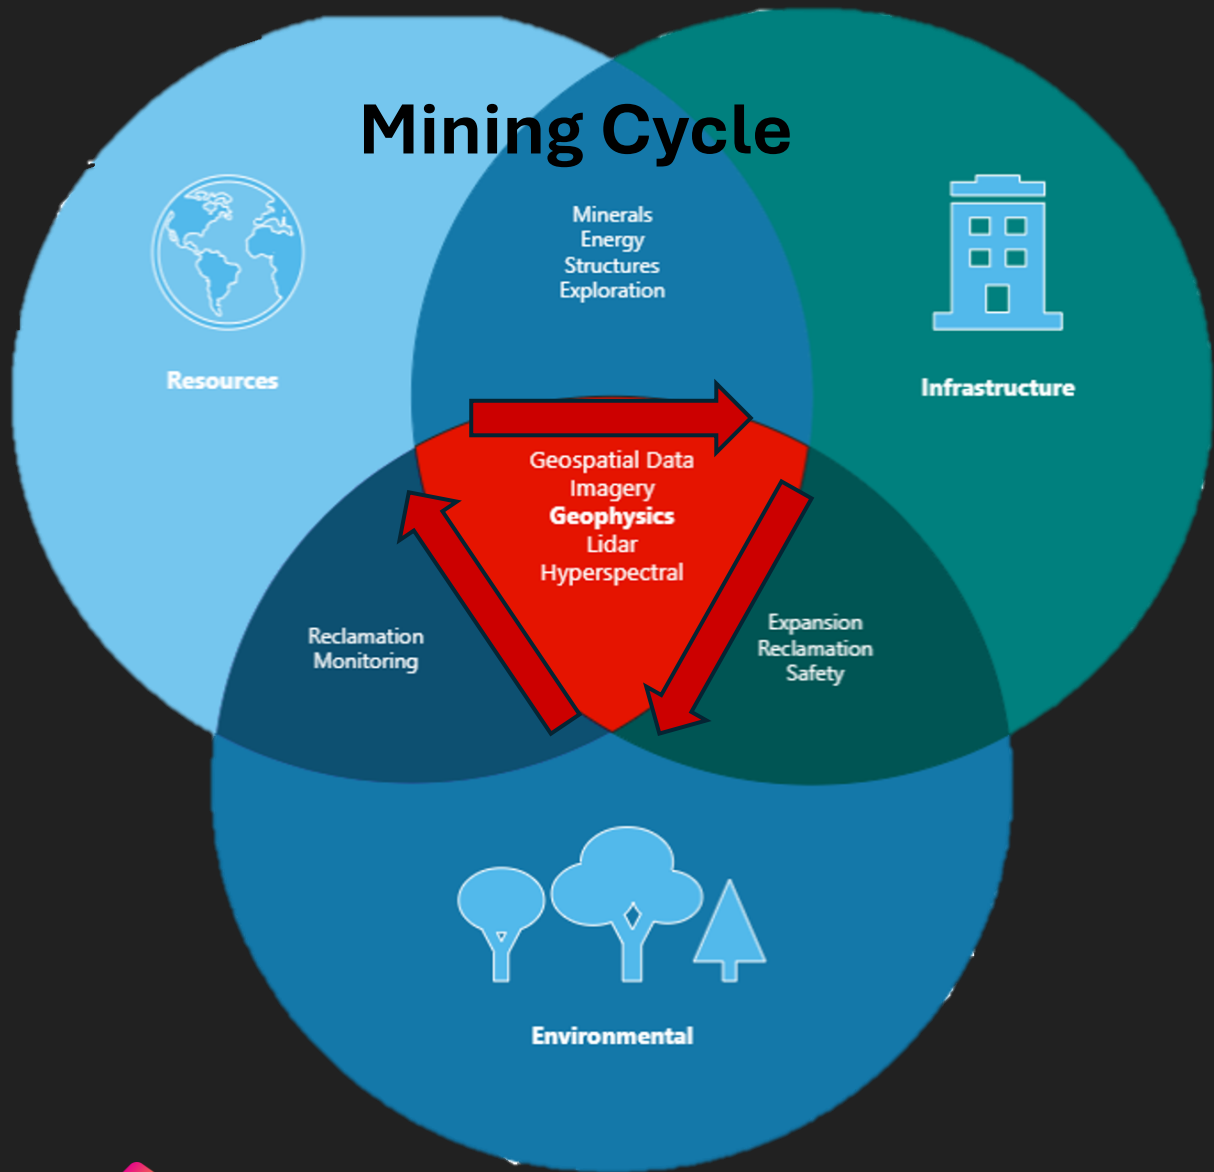 Mining Cycle
Minerals
Energy
Structures
Exploration
Resources
Infrastructure
Geospatial Data
Imagery
Geophysics
Lidar
Hyperspectral
Reclamation
Monitoring
Expansion
Reclamation
Safety
Environmental